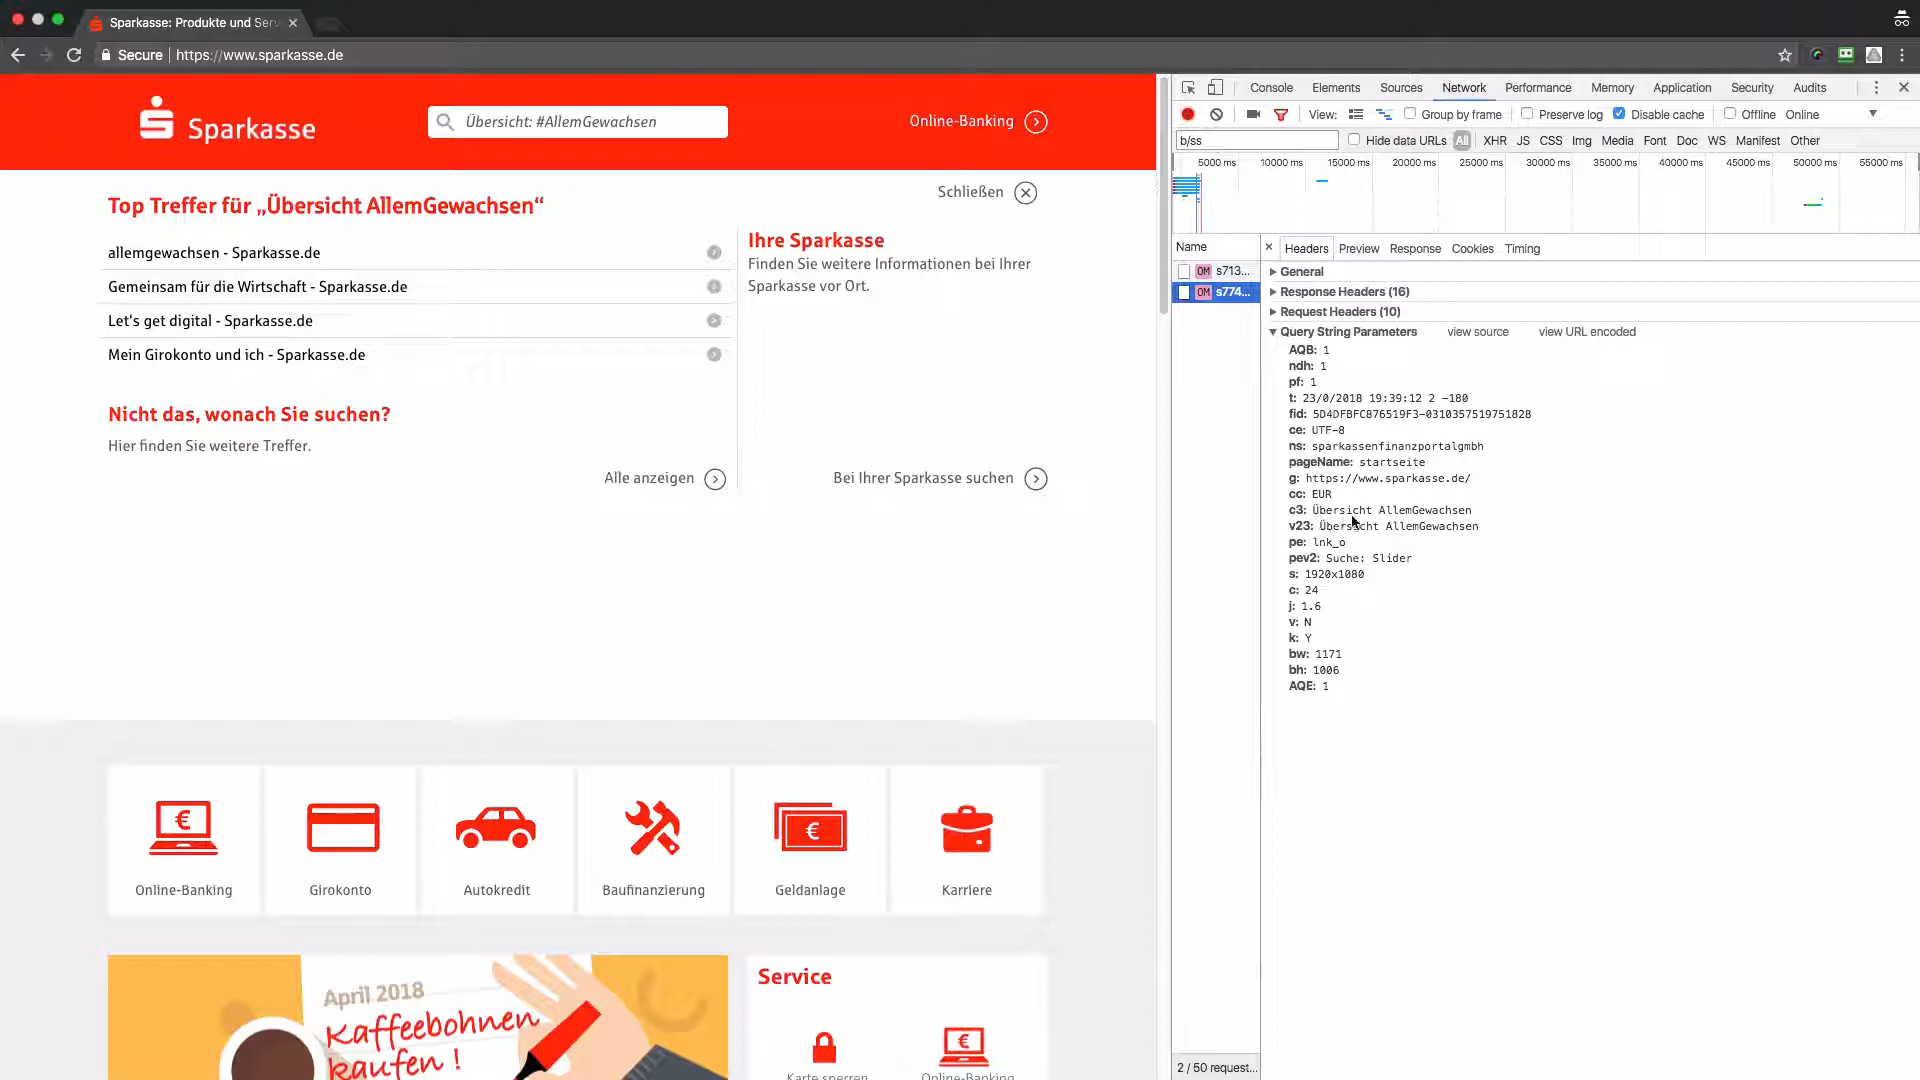 Sparkasse: Produkte und Serv
Secure
https://www.sparkasse.de
Sparkasse
Übersicht: #AllemGewachsen
Online-Banking
Top Treffer für „Übersicht AllemGewachsen“
Schließen
allemgewachsen - Sparkasse.de
Gemeinsam für die Wirtschaft - Sparkasse.de
Let's get digital - Sparkasse.de
Mein Girokonto und ich - Sparkasse.de
Ihre Sparkasse
Finden Sie weitere Informationen bei Ihrer
Sparkasse vor Ort.
Nicht das, wonach Sie suchen?
Hier finden Sie weitere Treffer.
Alle anzeigen
Bei Ihrer Sparkasse suchen
Online-Banking
Girokonto
Autokredit
Baufinanzierung
Geldanlage
Karriere
April 2018
Kaffeebohnen
kaufen !
Service
Karte sperren
Online-Banking
Console Elements Sources Network Performance Memory Application Security Audits
View: Group by frame Preserve log Disable cache Offline Online
b/ss Hide data URLs All XHR JS CSS Img Media Font Doc WS Manifest Other
5000 ms 10000 ms 15000 ms 20000 ms 25000 ms 30000 ms 35000 ms 40000 ms 45000 ms 50000 ms 55000 ms
Name
OM s713...
OM s774...
2 / 50 request...
Headers Preview Response Cookies Timing
General
Response Headers (16)
Request Headers (10)
Query String Parameters view source view URL encoded
AQB: 1
ndh: 1
pf: 1
t: 23/0/2018 19:39:12 2 -180
fid: 5D4DFBFC876519F3-0310357519751828
ce: UTF-8
ns: sparkassenfinanzportalgmbh
pageName: startseite
g: https://www.sparkasse.de/
cc: EUR
c3: Übersicht AllemGewachsen
v23: Übersicht AllemGewachsen
pe: lnk_o
pev2: Suche: Slider
s: 1920x1080
c: 24
j: 1.6
v: N
k: Y
bw: 1171
bh: 1006
AQE: 1